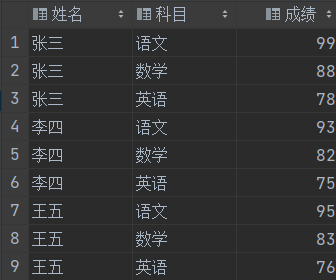 姓名 科目 成绩
1 张三 语文 99
2 张三 数学 88
3 张三 英语 78
4 李四 语文 93
5 李四 数学 82
6 李四 英语 75
7 王五 语文 95
8 王五 数学 83
9 王五 英语 76